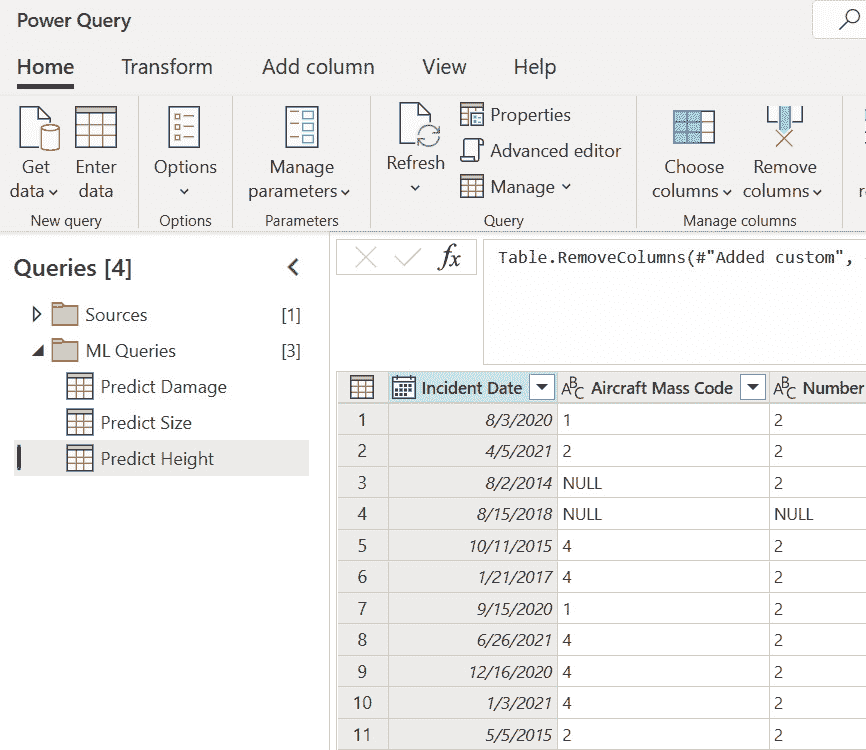 Power Query
Home Transform Add column View Help
Get data Enter data Options Manage parameters Refresh Properties Advanced editor Manage Choose columns Remove columns
New query Options Parameters Query Manage columns
Queries [4]
fx Table.RemoveColumns(#"Added custom",
Sources [1]
ML Queries [3]
Predict Damage
Predict Size
Predict Height
Incident Date ABC Aircraft Mass Code ABC Number
1 8/3/2020 1 2
2 4/5/2021 2 2
3 8/2/2014 NULL 2
4 8/15/2018 NULL NULL
5 10/11/2015 4 2
6 1/21/2017 4 2
7 9/15/2020 1 2
8 6/26/2021 4 2
9 12/16/2020 4 2
10 1/3/2021 4 2
11 5/5/2015 2 2